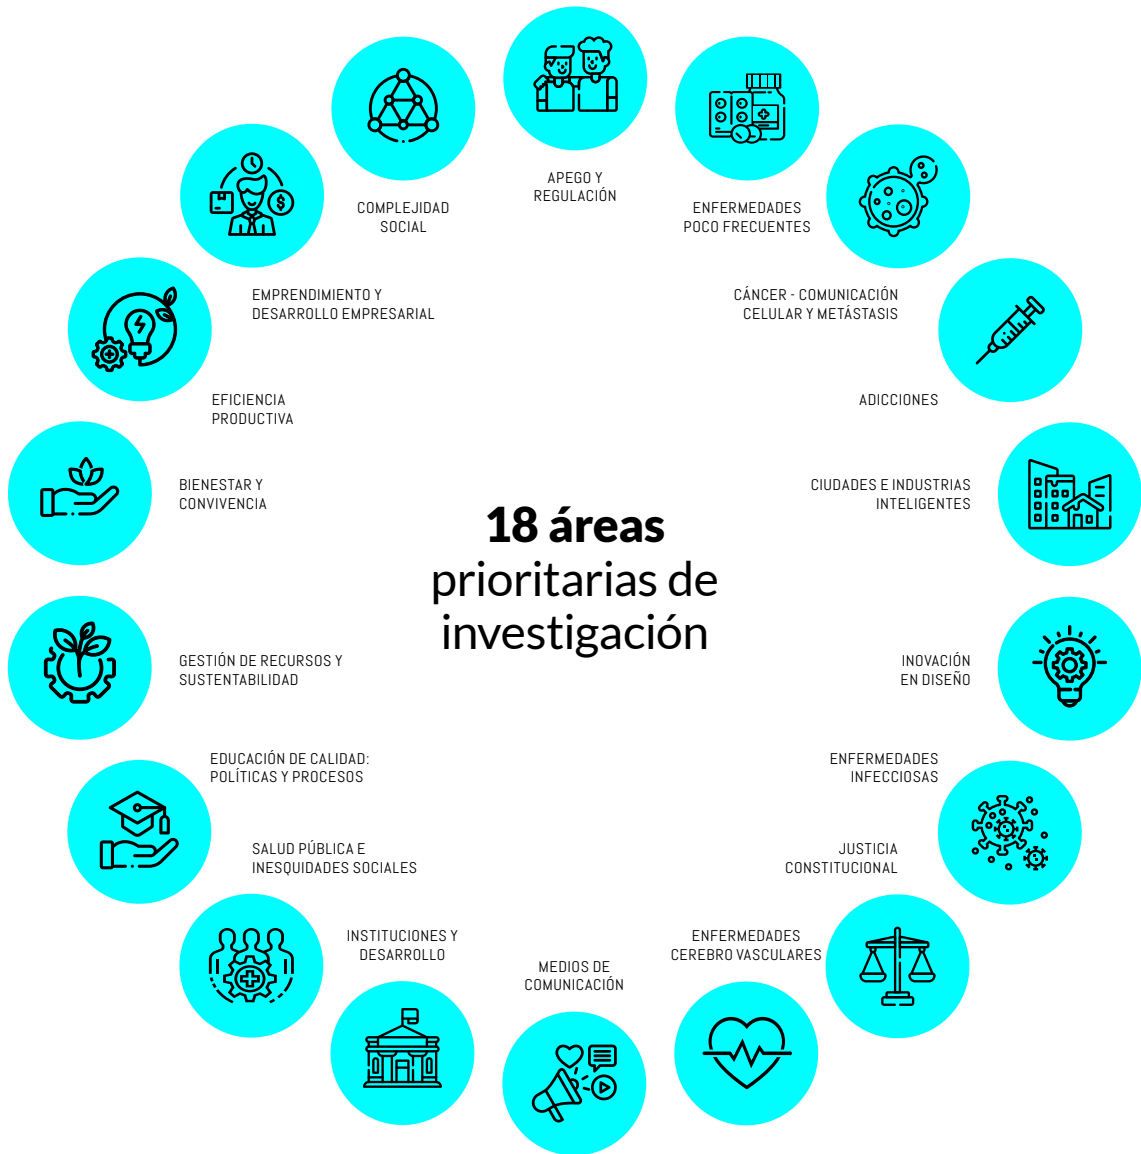 APEGO Y
REGULACIÓN
COMPLEJIDAD
SOCIAL
ENFERMEDADES
POCO FRECUENTES
EMPRENDIMIENTO Y
DESARROLLO EMPRESARIAL
CÁNCER - COMUNICACIÓN
CELULAR Y METÁSTASIS
EFICIENCIA
PRODUCTIVA
ADICCIONES
BIENESTAR Y
CONVIVENCIA
CIUDADES E INDUSTRIAS
INTELIGENTES
18 áreas
prioritarias de
investigación
GESTIÓN DE RECURSOS Y
SUSTENTABILIDAD
INOVACIÓN
EN DISEÑO
EDUCACIÓN DE CALIDAD:
POLÍTICAS Y PROCESOS
ENFERMEDADES
INFECCIOSAS
SALUD PÚBLICA E
INESQUIDADES SOCIALES
JUSTICIA
CONSTITUCIONAL
INSTITUCIONES Y
DESARROLLO
ENFERMEDADES
CEREBRO VASCULARES
MEDIOS DE
COMUNICACIÓN